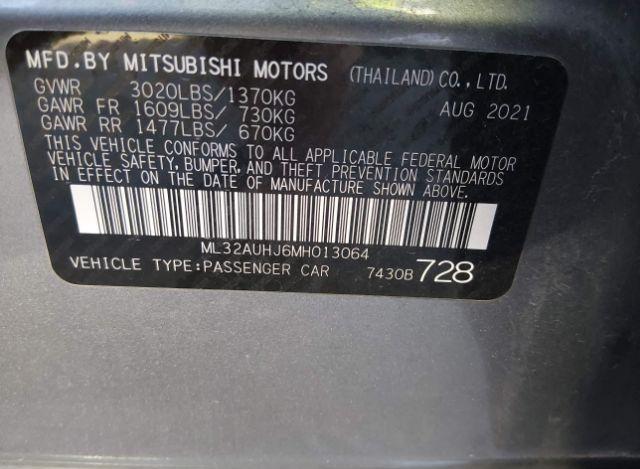 MFD.BY MITSUBISHI MOTORS (THAILAND)CO.,LTD.
GVWR 3020LBS/1370KG AUG 2021
GAWR FR 1609LBS/ 730KG
GAWR RR 1477LBS/ 670KG
THIS VEHICLE CONFORMS TO ALL APPLICABLE FEDERAL MOTOR
VEHICLE SAFETY, BUMPER, AND THEFT PREVENTION STANDARDS
IN EFFECT ON THE DATE OF MANUFACTURE SHOWN ABOVE.
ML32AUHJ6MH013064
VEHICLE TYPE:PASSENGER CAR 7430B 728